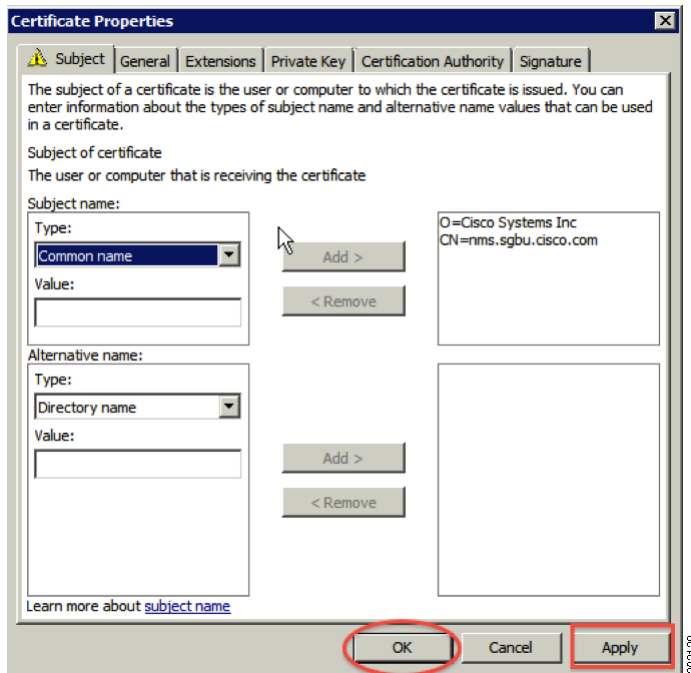 Certificate Properties
Subject General Extensions Private Key Certification Authority Signature
The subject of a certificate is the user or computer to which the certificate is issued. You can
enter information about the types of subject name and alternative name values that can be used
in a certificate.
Subject of certificate
The user or computer that is receiving the certificate
Subject name:
Type:
Common name
Value:
Add >
< Remove
O=Cisco Systems Inc
CN=nms.sgbu.cisco.com
Alternative name:
Type:
Directory name
Value:
Add >
< Remove
Learn more about subject name
OK Cancel Apply